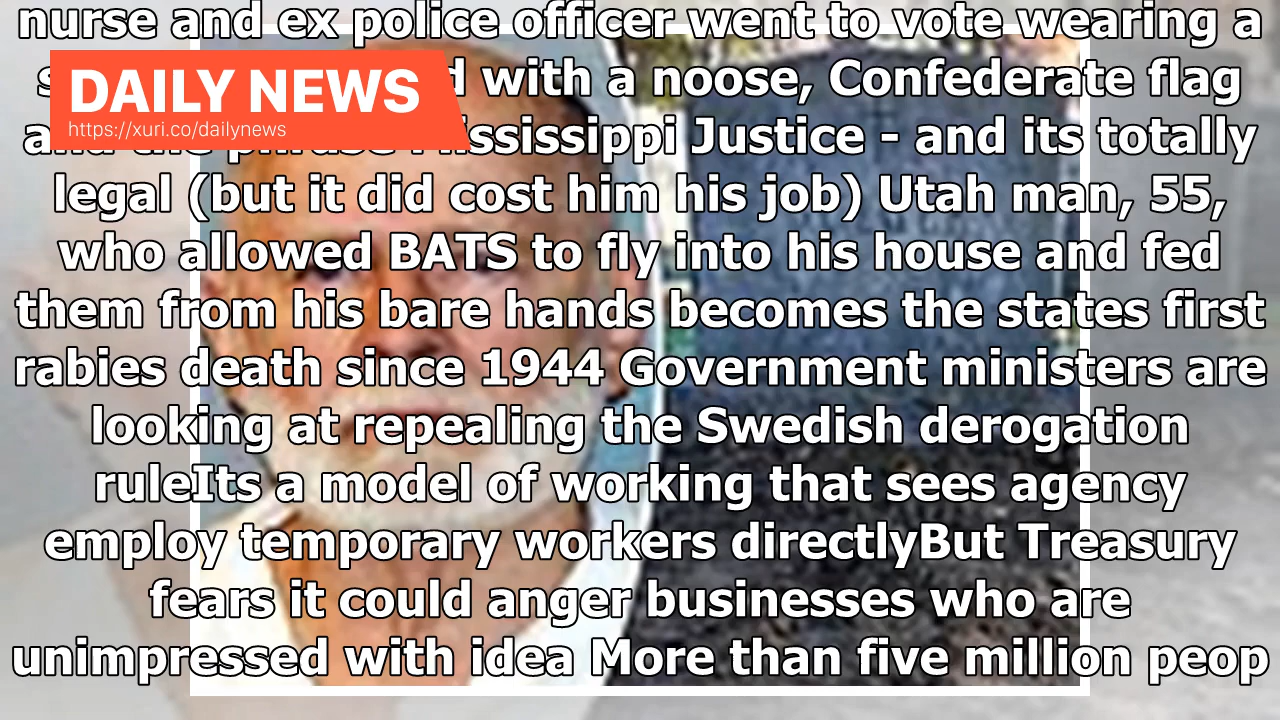 nurse and ex police officer went to vote wearing a
DAILY NEWS
https://xuri.co/dailynews
with a noose, Confederate flag
Mississippi Justice - and its totally
legal (but it did cost him his job) Utah man, 55,
who allowed BATS to fly into his house and fed
them from his bare hands becomes the states first
rabies death since 1944 Government ministers are
looking at repealing the Swedish derogation
ruleIts a model of working that sees agency
employ temporary workers directlyBut Treasury
fears it could anger businesses who are
unimpressed with idea More than five million peop